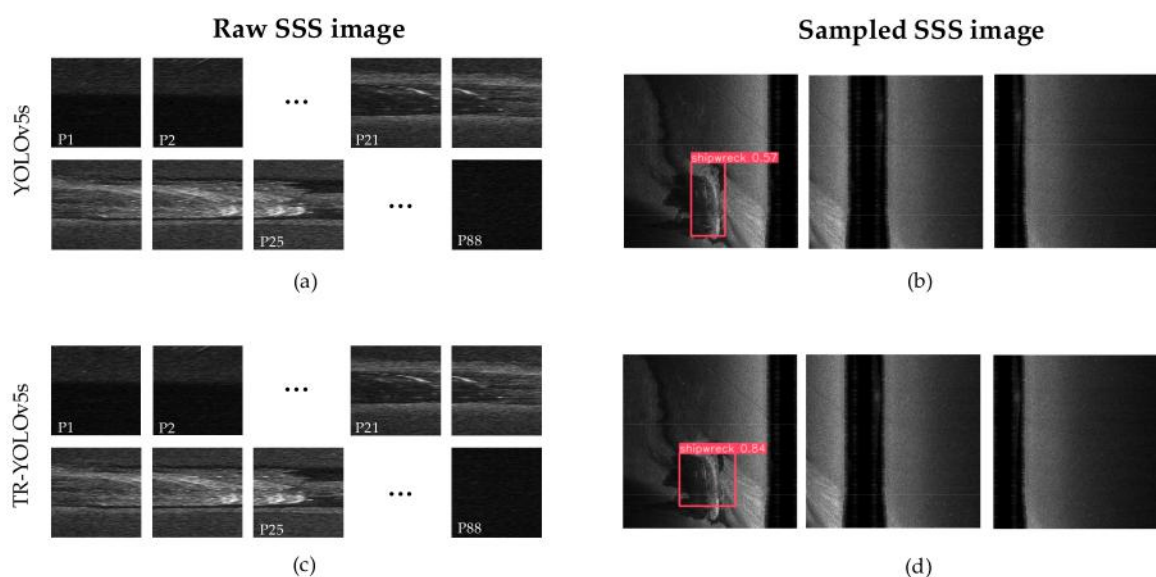 Raw SSS image
Sampled SSS image
YOLOv5s
P1
P2
...
P21
P25
...
P88
shipwreck 0.57
(a)
(b)
TR-YOLOv5s
P1
P2
...
P21
P25
...
P88
shipwreck 0.84
(c)
(d)